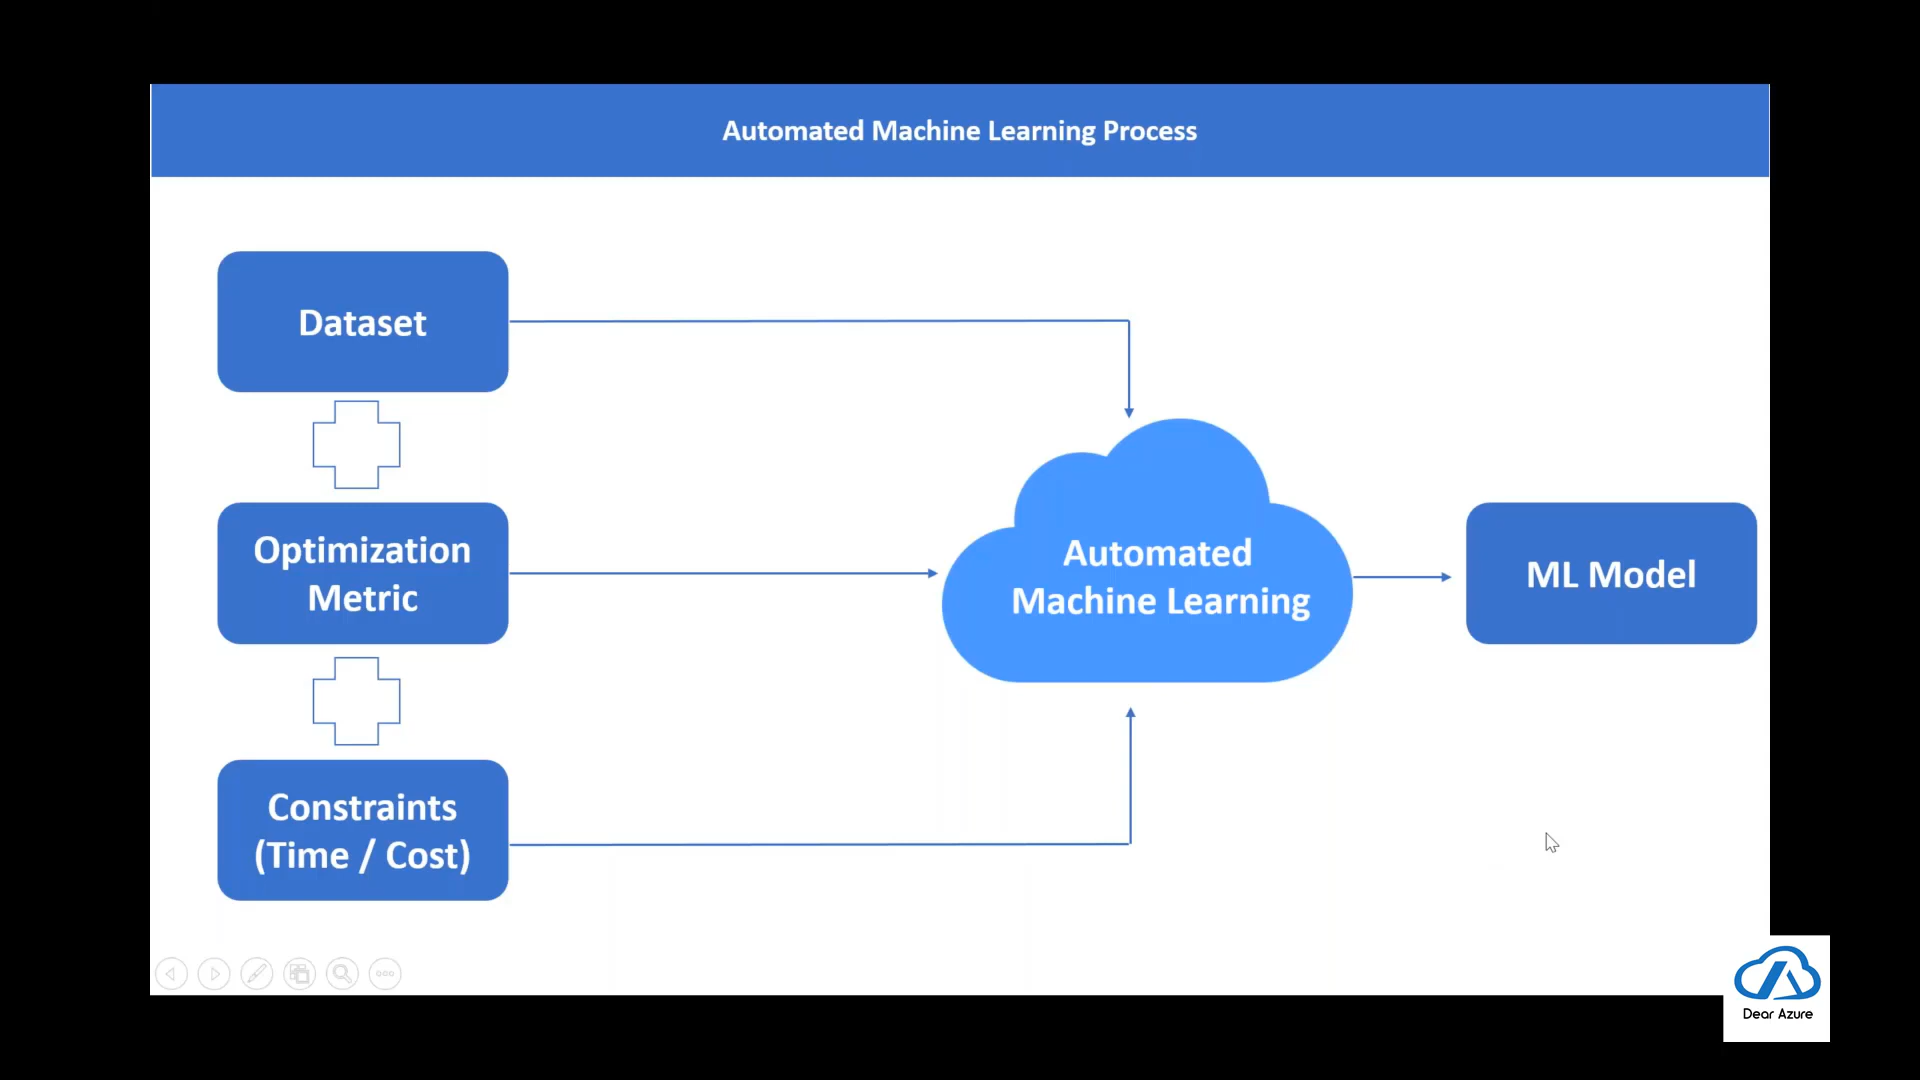 Automated Machine Learning Process
Dataset
Optimization
Metric
Constraints
(Time / Cost)
Automated
Machine Learning
ML Model
Dear Azure